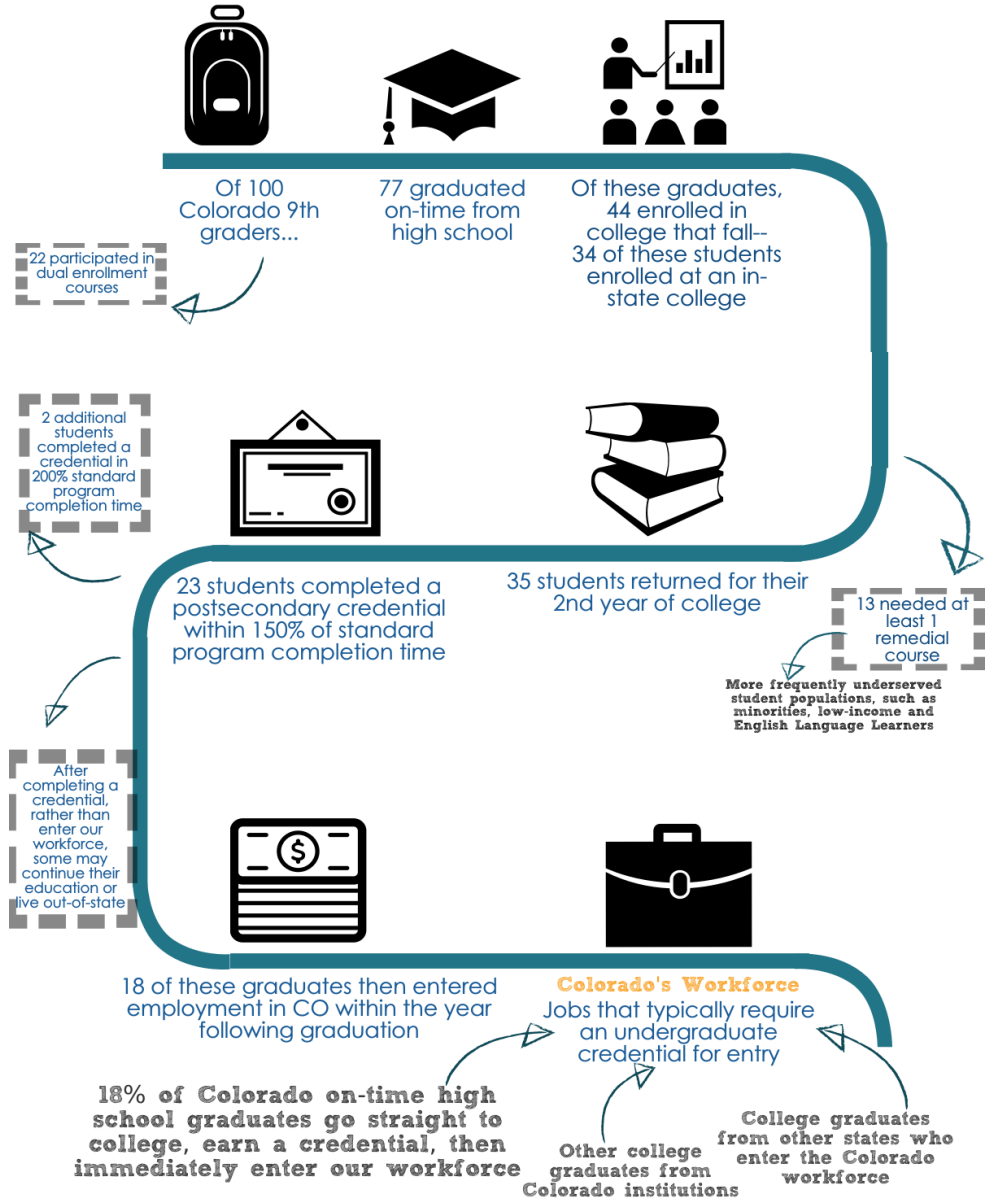 Of 100
Colorado 9th
graders...
77 graduated
on-time from
high school
Of these graduates,
44 enrolled in
college that fall--
34 of these students
enrolled at an in-
state college
22 participated in
dual enrollment
courses
2 additional
students
completed a
credential in
200% standard
program
completion time
23 students completed a
postsecondary credential
within 150% of standard
program completion time
35 students returned for their
2nd year of college
13 needed at
least 1
remedial
course
More frequently underserved
student populations, such as
minorities, low-income and
English Language Learners
After
completing a
credential,
rather than
enter our
workforce,
some may
continue their
education or
live out-of-state
$
18 of these graduates then entered
employment in CO within the year
following graduation
Colorado's Workforce
Jobs that typically require
an undergraduate
credential for entry
18% of Colorado on-time high
school graduates go straight to
college, earn a credential, then
immediately enter our workforce
Other college
graduates from
Colorado institutions
College graduates
from other states who
enter the Colorado
workforce